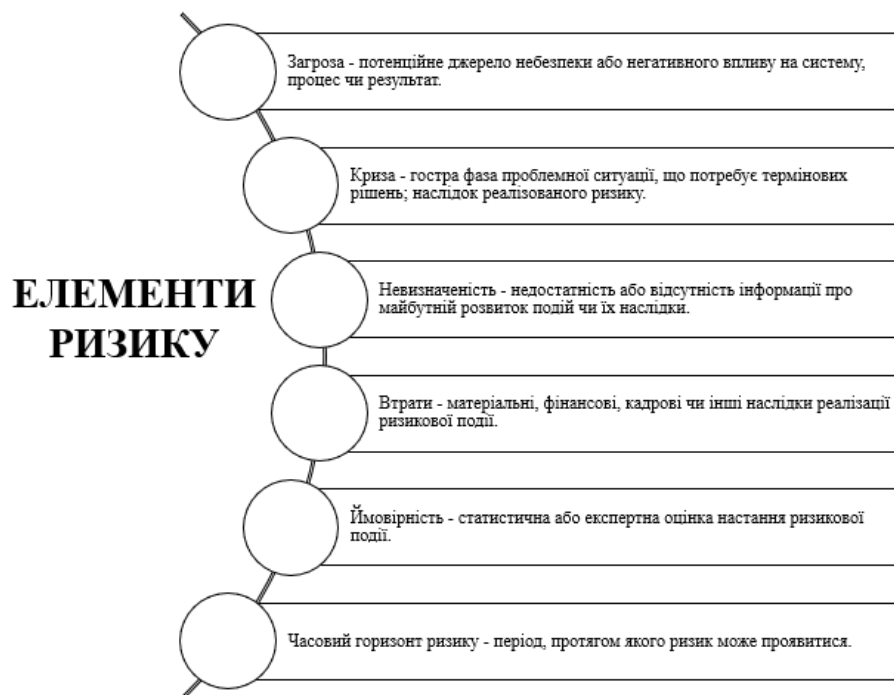 ЕЛЕМЕНТИ
РИЗИКУ
Загроза - потенційне джерело небезпеки або негативного впливу на систему,
процес чи результат.
Криза - гостра фаза проблемної ситуації, що потребує термінових
рішень; наслідок реалізованого ризику.
Невизначеність - недостатність або відсутність інформації про
майбутній розвиток подій чи їх наслідки.
Втрати - матеріальні, фінансові, кадрові чи інші наслідки реалізації
ризикової події.
Ймовірність - статистична або експертна оцінка настання ризикової
події.
Часовий горизонт ризику - період, протягом якого ризик може проявитися.